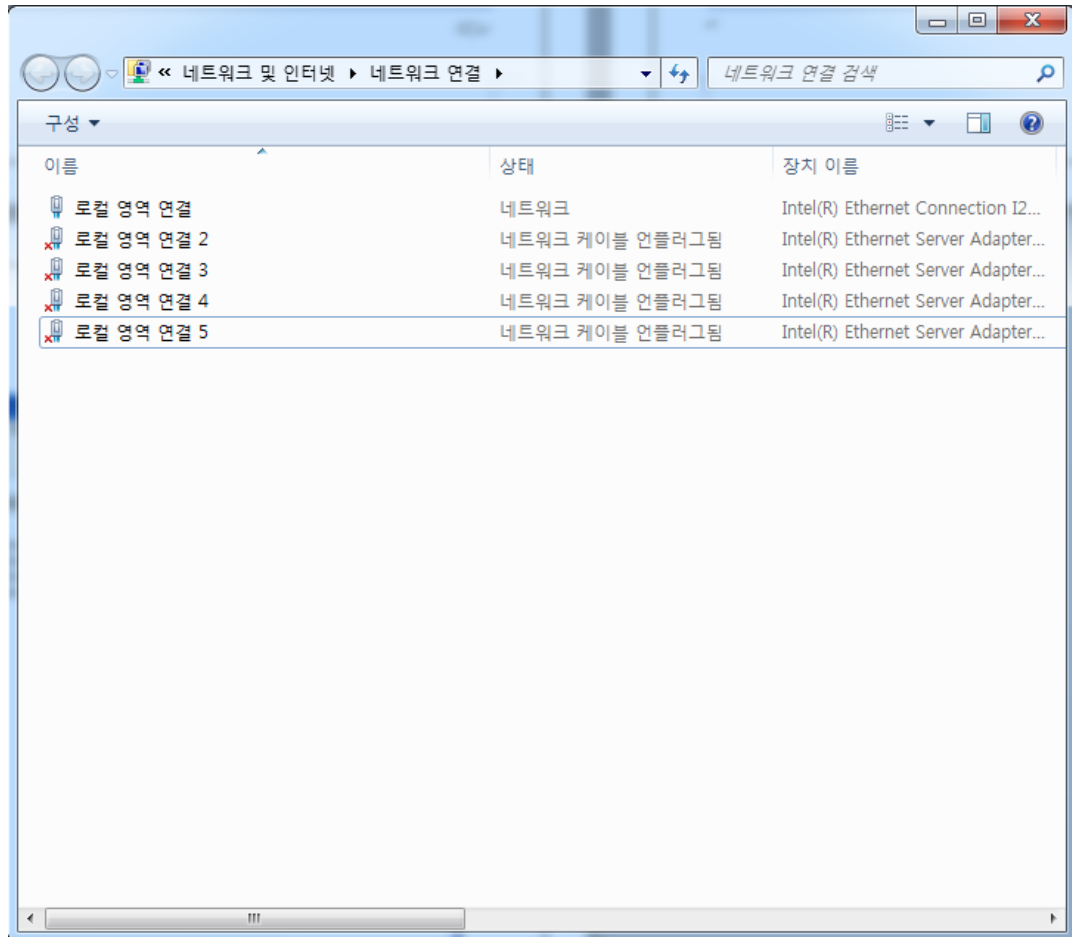 « 네트워크 및 인터넷 ▸ 네트워크 연결 ▸ 네트워크 연결 검색
구성 ▼
이름 상태 장치 이름
로컬 영역 연결 네트워크 Intel(R) Ethernet Connection I2...
로컬 영역 연결 2 네트워크 케이블 언플러그됨 Intel(R) Ethernet Server Adapter...
로컬 영역 연결 3 네트워크 케이블 언플러그됨 Intel(R) Ethernet Server Adapter...
로컬 영역 연결 4 네트워크 케이블 언플러그됨 Intel(R) Ethernet Server Adapter...
로컬 영역 연결 5 네트워크 케이블 언플러그됨 Intel(R) Ethernet Server Adapter...